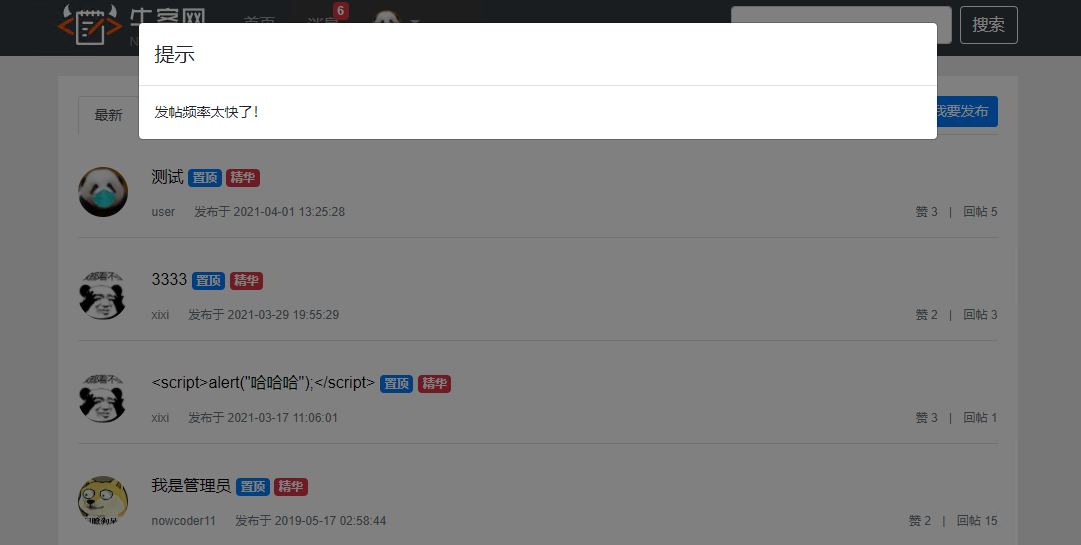 牛客网
首页
消息
6
搜索
提示
发帖频率太快了!
最新
我要发布
测试 置顶 精华
user 发布于 2021-04-01 13:25:28 赞 3 | 回帖 5
3333 置顶 精华
xixi 发布于 2021-03-29 19:55:29 赞 2 | 回帖 3
<script>alert("哈哈哈");</script> 置顶 精华
xixi 发布于 2021-03-17 11:06:01 赞 3 | 回帖 1
我是管理员 置顶 精华
nowcoder11 发布于 2019-05-17 02:58:44 赞 2 | 回帖 15